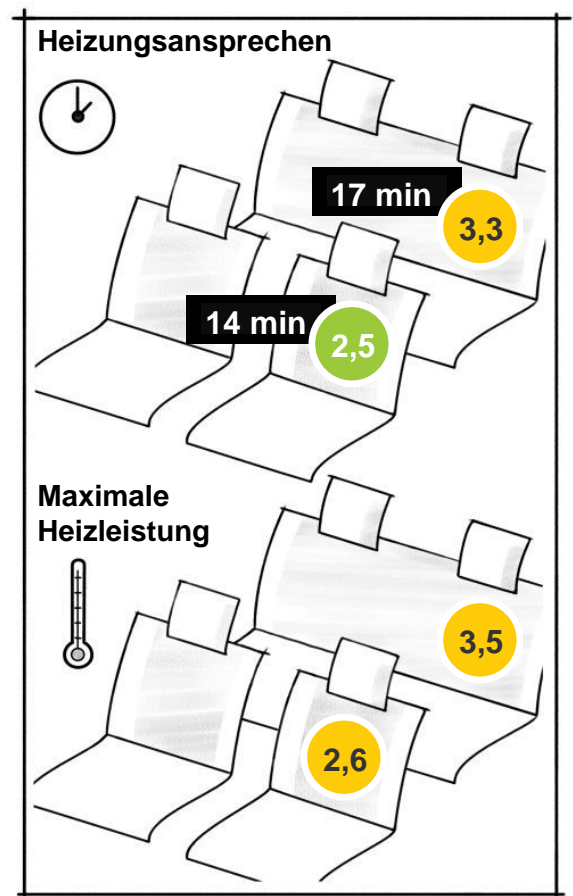 Heizungsansprechen
17 min
3,3
14 min
2,5
Maximale
Heizleistung
3,5
2,6